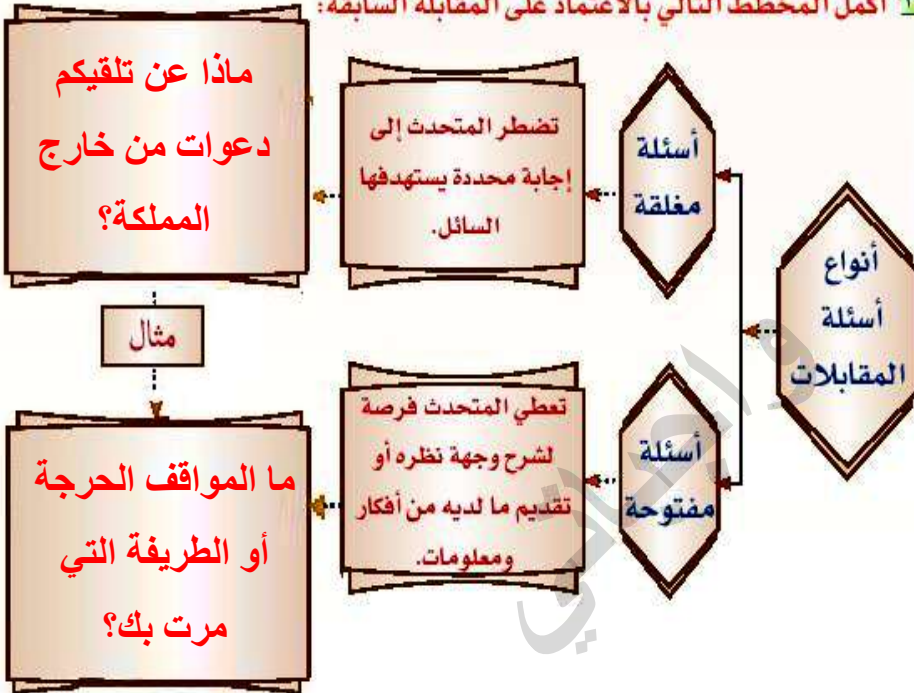 ١ أكمل المخطط التالي بالاعتماد على المقابلة السابقة:
أنواع
أسئلة
المقابلات
أسئلة
مغلقة
تضطر المتحدث إلى
إجابة محددة يستهدفها
السائل.
ماذا عن تلقيكم
دعوات من خارج
المملكة؟
مثال
أسئلة
مفتوحة
تعطي المتحدث فرصة
لشرح وجهة نظره أو
تقديم ما لديه من أفكار
ومعلومات.
ما المواقف الحرجة
أو الطريفة التي
مرت بك؟
واجباتي